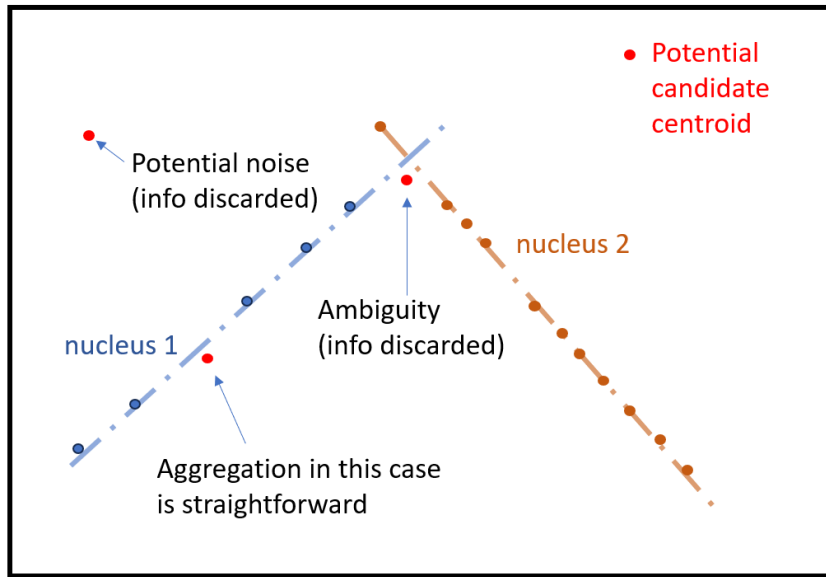 Potential
candidate
centroid
Potential noise
(info discarded)
nucleus 2
Ambiguity
(info discarded)
nucleus 1
Aggregation in this case
is straightforward